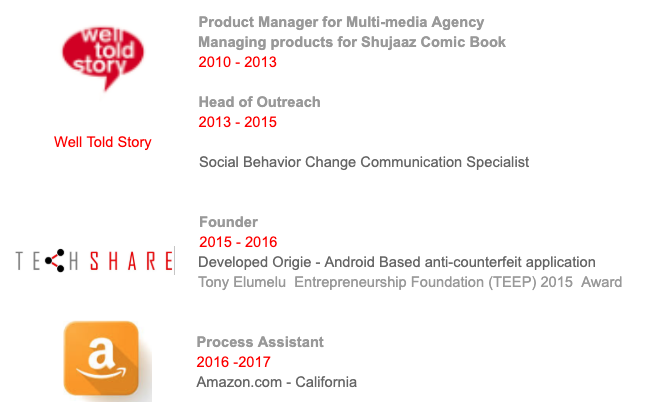 well
told
story
Well Told Story
Product Manager for Multi-media Agency
Managing products for Shujaaz Comic Book
2010 - 2013
Head of Outreach
2013 - 2015
Social Behavior Change Communication Specialist
TECHSHARE
Founder
2015 - 2016
Developed Origie - Android Based anti-counterfeit application
Tony Elumelu  Entrepreneurship Foundation (TEEP) 2015  Award
a
Process Assistant
2016 -2017
Amazon.com - California